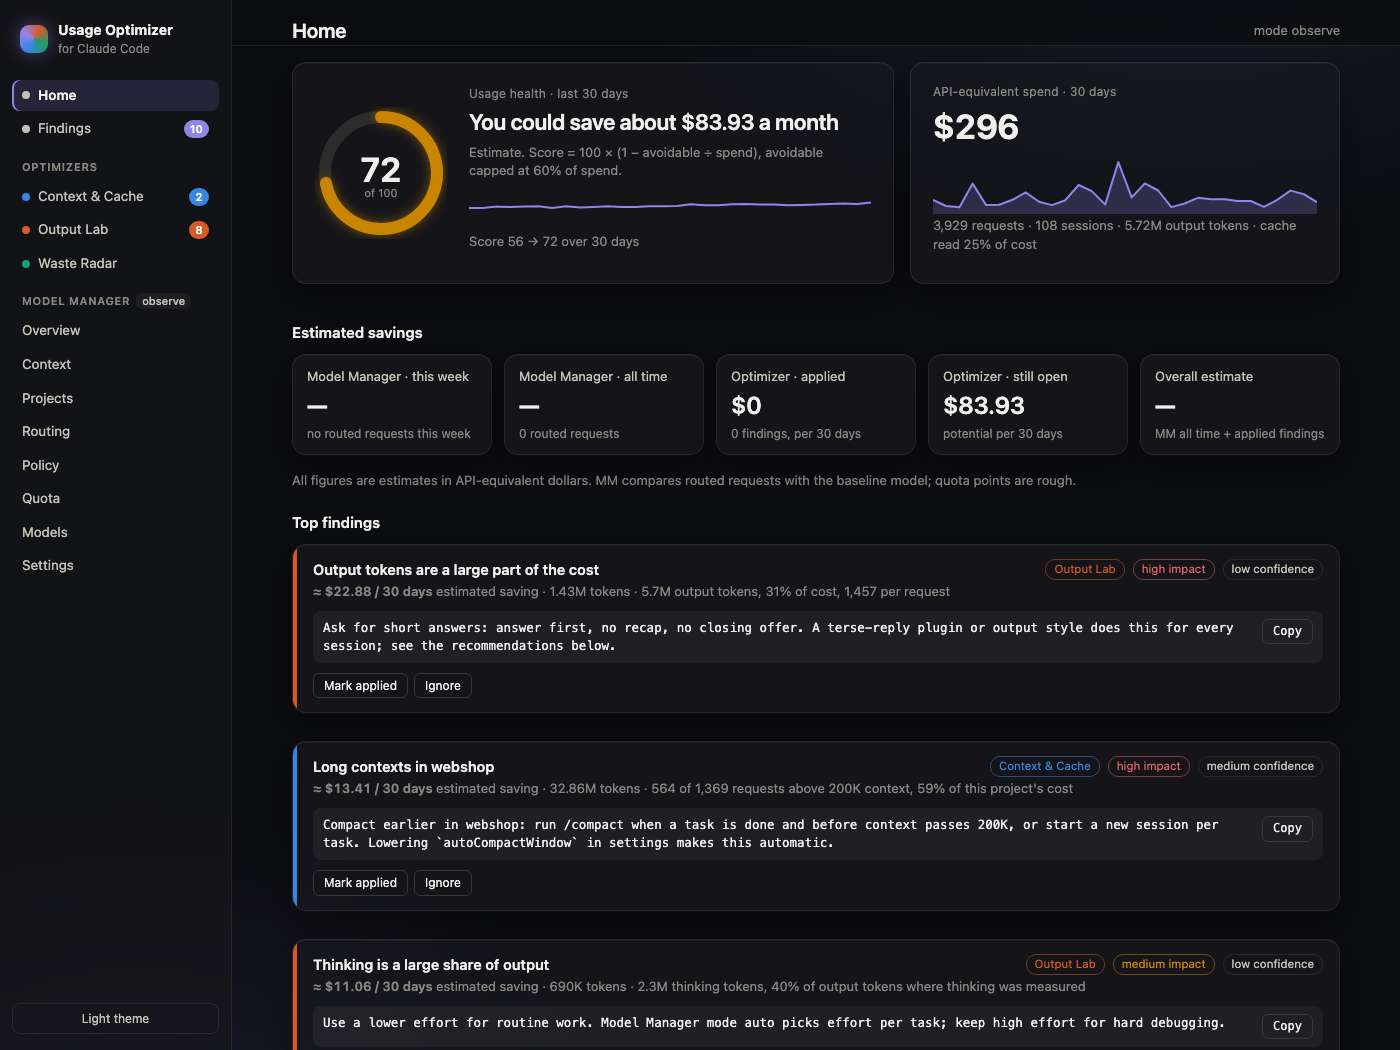 Usage Optimizer
for Claude Code
Home
Findings
10
OPTIMIZERS
Context & Cache
2
Output Lab
8
Waste Radar
MODEL MANAGER observe
Overview
Context
Projects
Routing
Policy
Quota
Models
Settings
Light theme
Home
mode observe
72
of 100
Usage health · last 30 days
You could save about $83.93 a month
Estimate. Score = 100 × (1 − avoidable ÷ spend), avoidable
capped at 60% of spend.
Score 56 → 72 over 30 days
API-equivalent spend · 30 days
$296
3,929 requests · 108 sessions · 5.72M output tokens · cache
read 25% of cost
Estimated savings
Model Manager · this week
—
no routed requests this week
Model Manager · all time
—
0 routed requests
Optimizer · applied
$0
0 findings, per 30 days
Optimizer · still open
$83.93
potential per 30 days
Overall estimate
—
MM all time + applied findings
All figures are estimates in API-equivalent dollars. MM compares routed requests with the baseline model; quota points are rough.
Top findings
Output tokens are a large part of the cost
Output Lab
high impact
low confidence
≈ $22.88 / 30 days estimated saving · 1.43M tokens · 5.7M output tokens, 31% of cost, 1,457 per request
Ask for short answers: answer first, no recap, no closing offer. A terse-reply plugin or output style does this for every
session; see the recommendations below.
Copy
Mark applied
Ignore
Long contexts in webshop
Context & Cache
high impact
medium confidence
≈ $13.41 / 30 days estimated saving · 32.86M tokens · 564 of 1,369 requests above 200K context, 59% of this project's cost
Compact earlier in webshop: run /compact when a task is done and before context passes 200K, or start a new session per
task. Lowering `autoCompactWindow` in settings makes this automatic.
Copy
Mark applied
Ignore
Thinking is a large share of output
Output Lab
medium impact
low confidence
≈ $11.06 / 30 days estimated saving · 690K tokens · 2.3M thinking tokens, 40% of output tokens where thinking was measured
Use a lower effort for routine work. Model Manager mode auto picks effort per task; keep high effort for hard debugging.
Copy